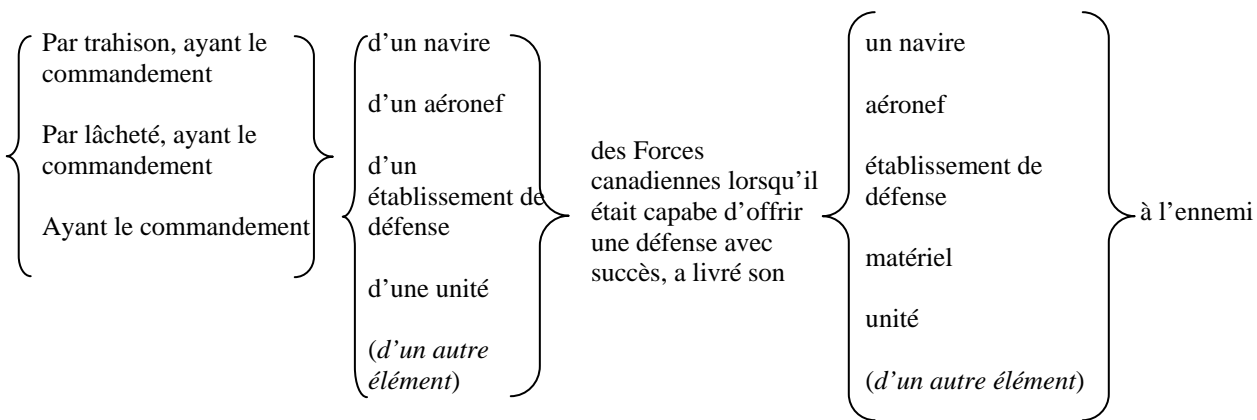 Par trahison, ayant le
commandement
Par lâcheté, ayant le
commandement
Ayant le commandement
d’un navire
d’un aéronef
d’un
établissement de
défense
d’une unité
(d’un autre
élément)
des Forces
canadiennes lorsqu’il
était capabe d’offrir
une défense avec
succès, a livré son
un navire
aéronef
établissement de
défense
matériel
unité
(d’un autre élément)
à l’ennemi